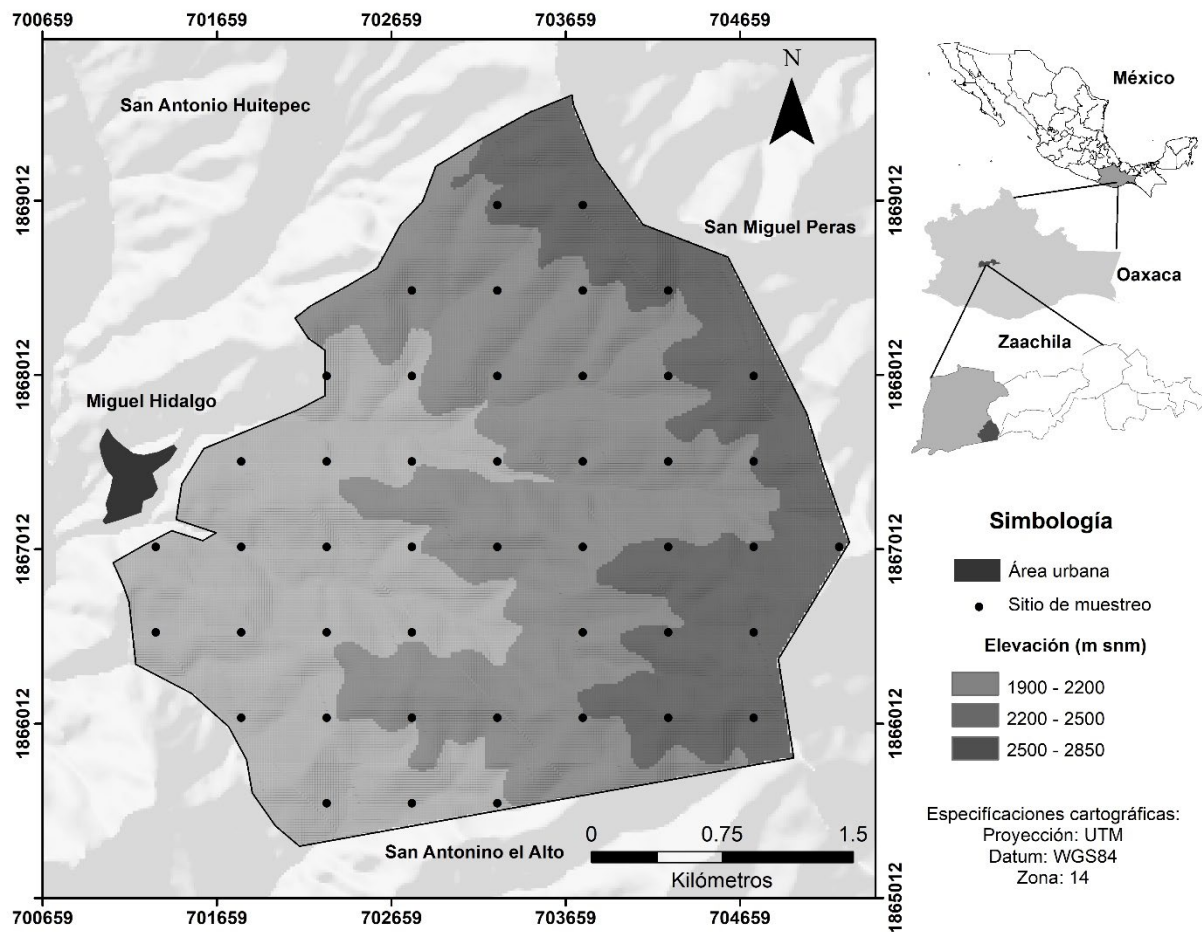 700659 701659 702659 703659 704659
San Antonio Huitepec
N
San Miguel Peras
Miguel Hidalgo
San Antonino el Alto
0 0.75 1.5
Kilómetros
1869012
1868012
1867012
1866012
1869012
1868012
1867012
1866012
1865012
700659 701659 702659 703659 704659
México
Oaxaca
Zaachila
Simbología
Área urbana
Sitio de muestreo
Elevación (m snm)
1900 - 2200
2200 - 2500
2500 - 2850
Especificaciones cartográficas:
Proyección: UTM
Datum: WGS84
Zona: 14